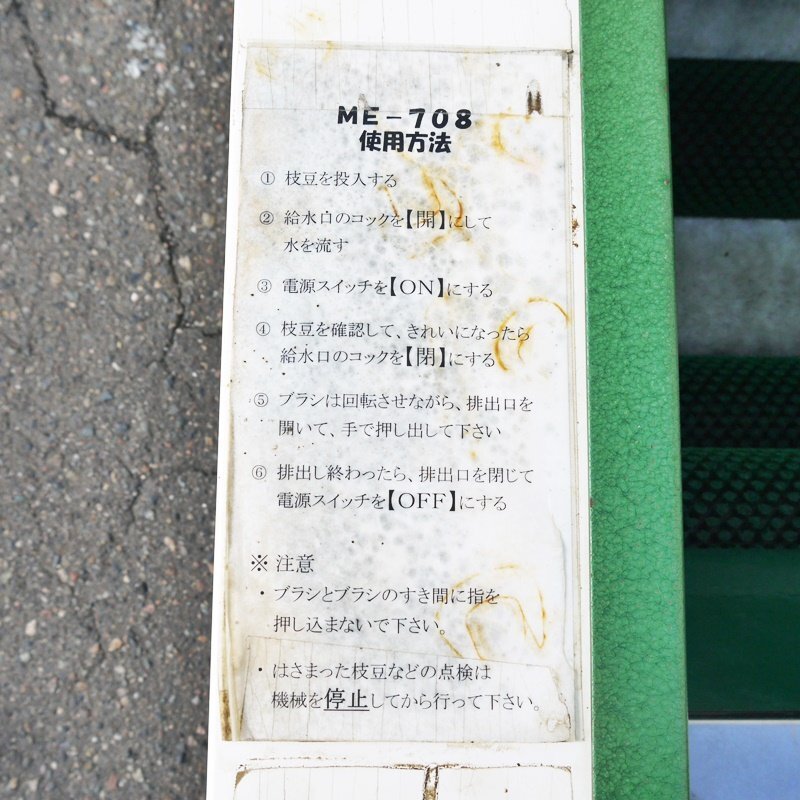 ME-708
使用方法
① 枝豆を投入する
② 給水口のコックを【開】にして
水を流す
③ 電源スイッチを【ON】にする
④ 枝豆を確認して、きれいになったら
給水口のコックを【閉】にする
⑤ ブラシは回転させながら、排出口を
開いて、手で押し出して下さい
⑥ 排出し終わったら、排出口を閉じて
電源スイッチを【OFF】にする
※ 注意
・ブラシとブラシのすき間に指を
押し込まないで下さい。
・はさまった枝豆などの点検は
機械を停止してから行って下さい。